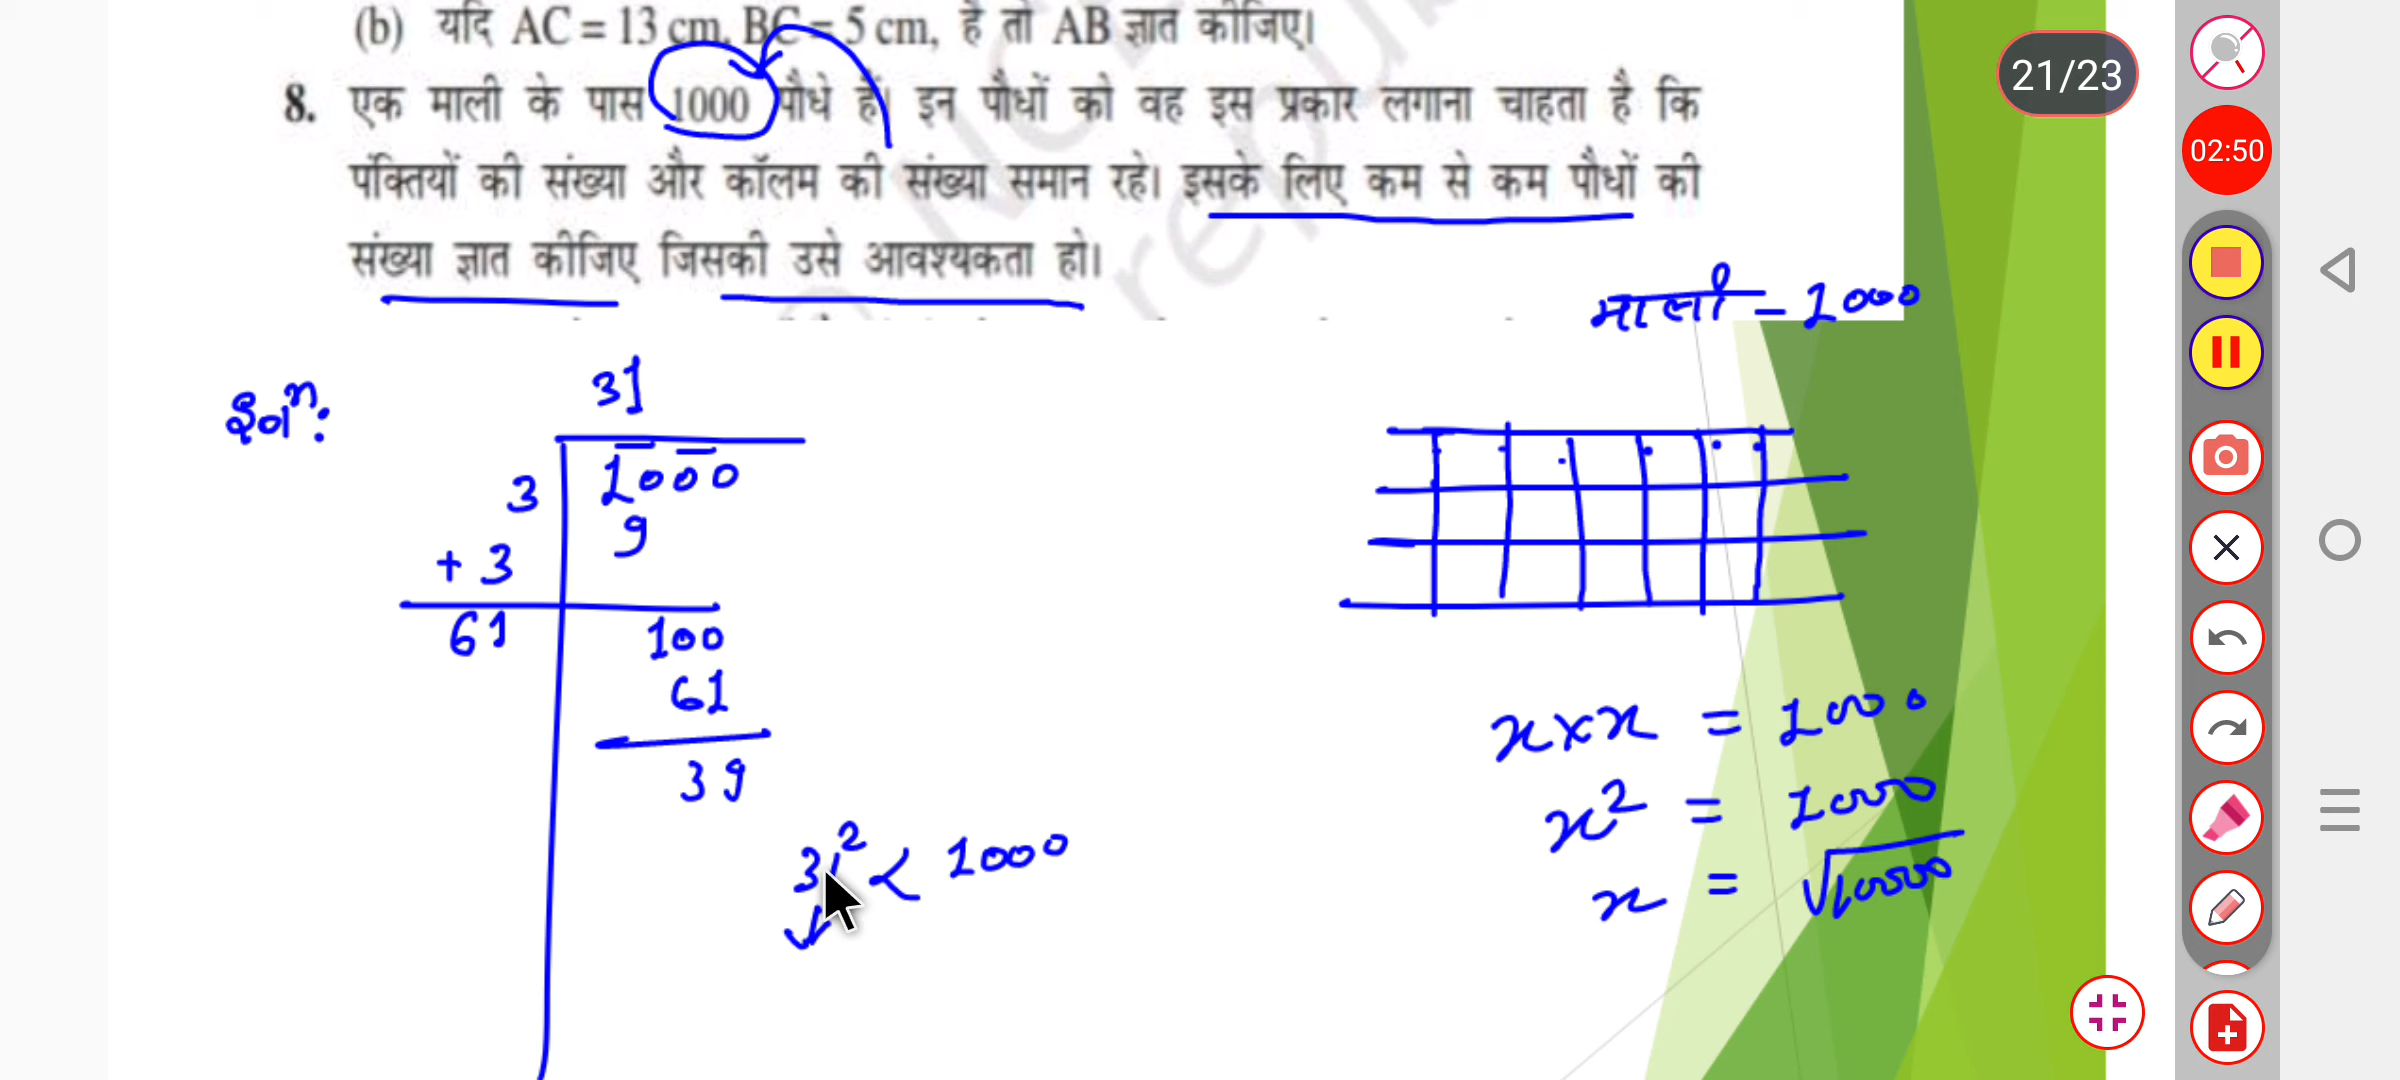 (b) यदि AC = 13 cm, BC = 5 cm, है तो AB ज्ञात कीजिए।
8. एक माली के पास 1000 पौधे हैं। इन पौधों को वह इस प्रकार लगाना चाहता है कि
पंक्तियों की संख्या और कॉलम की संख्या समान रहे। इसके लिए कम से कम पौधों की
संख्या ज्ञात कीजिए जिसकी उसे आवश्यकता हो।
माली - 1000
Solⁿ:
31
3 1000
9
+ 3
61 100
61
39
31² < 1000
x×x = 1000
x² = 1000
x = √1000
21/23
02:50